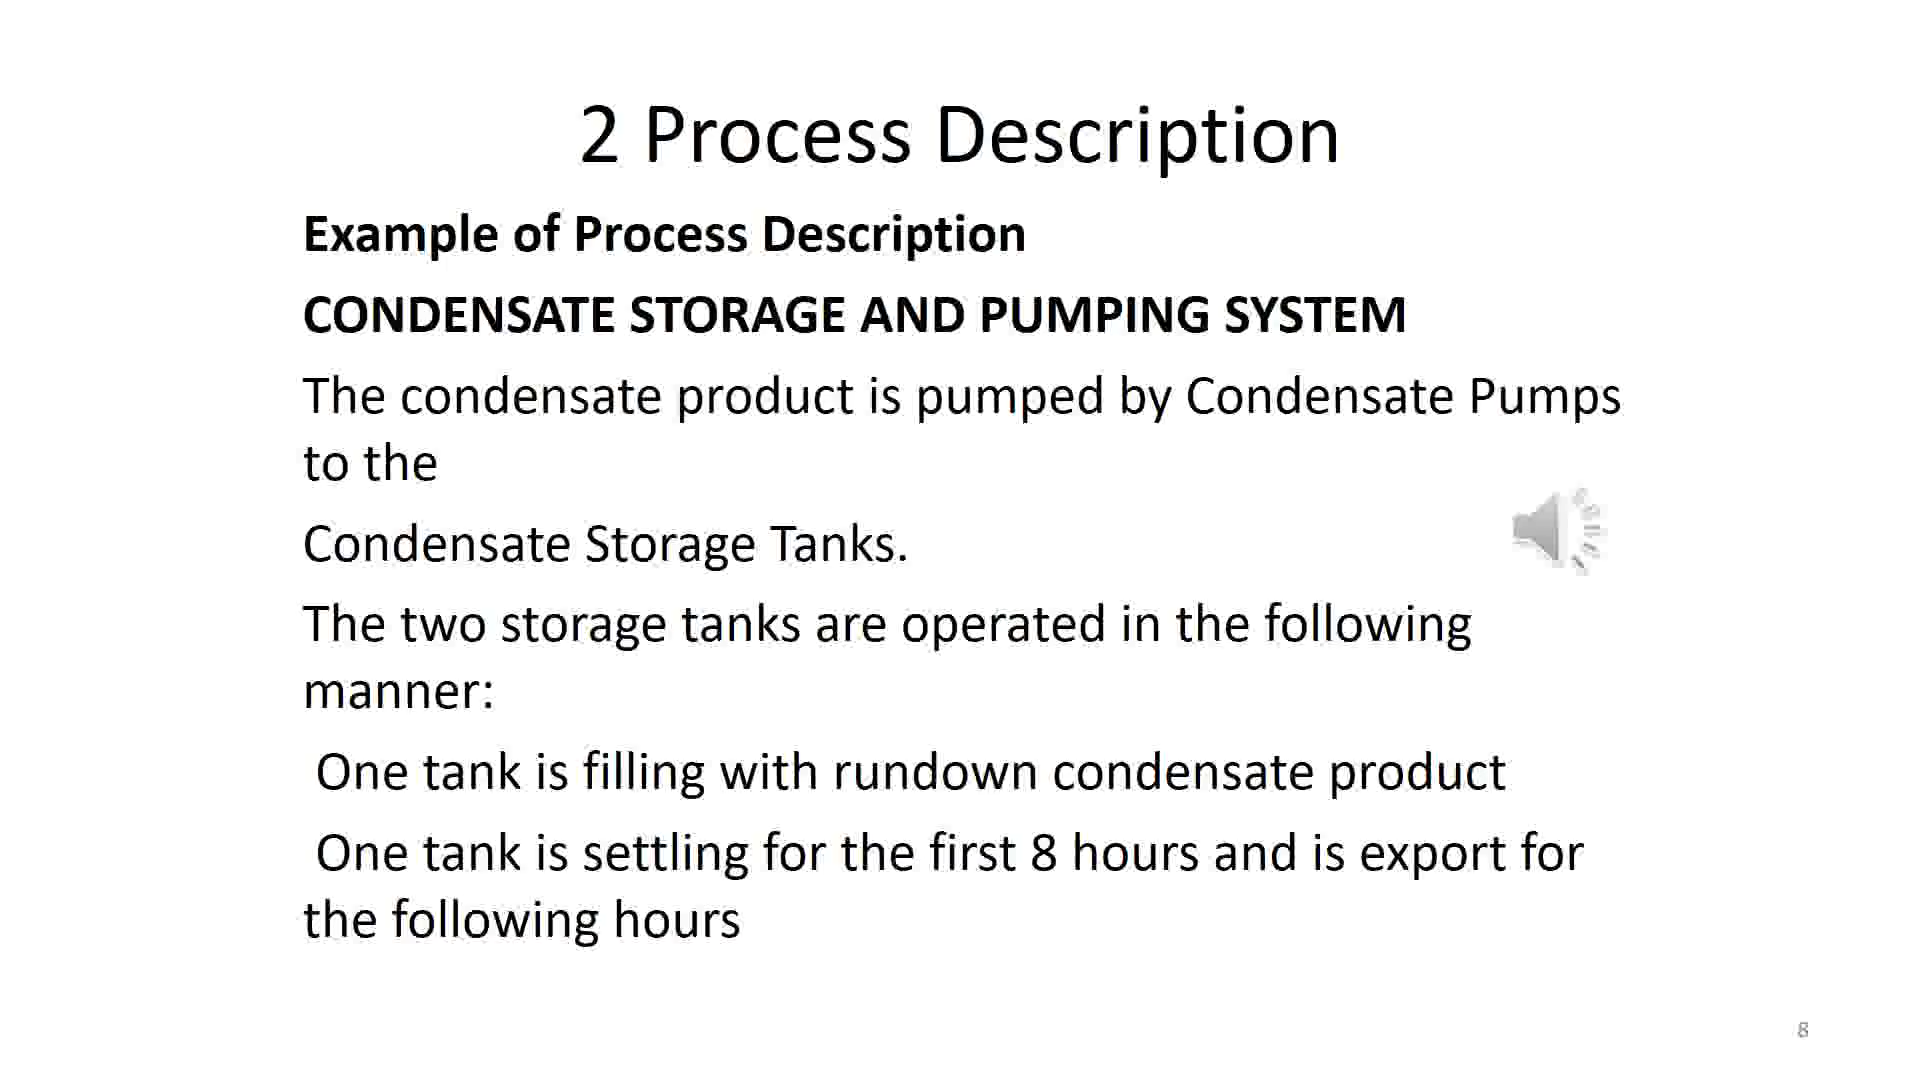 2 Process Description
Example of Process Description
CONDENSATE STORAGE AND PUMPING SYSTEM
The condensate product is pumped by Condensate Pumps
to the
Condensate Storage Tanks.
The two storage tanks are operated in the following
manner:
One tank is filling with rundown condensate product
One tank is settling for the first 8 hours and is export for
the following hours
8